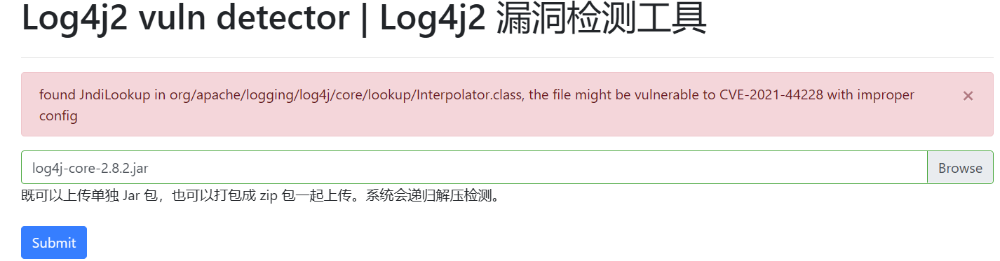 Log4j2 vuln detector | Log4j2 漏洞检测工具
found JndiLookup in org/apache/logging/log4j/core/lookup/Interpolator.class, the file might be vulnerable to CVE-2021-44228 with improper
config
×
log4j-core-2.8.2.jar
Browse
既可以上传单独 Jar 包，也可以打包成 zip 包一起上传。系统会递归解压检测。
Submit